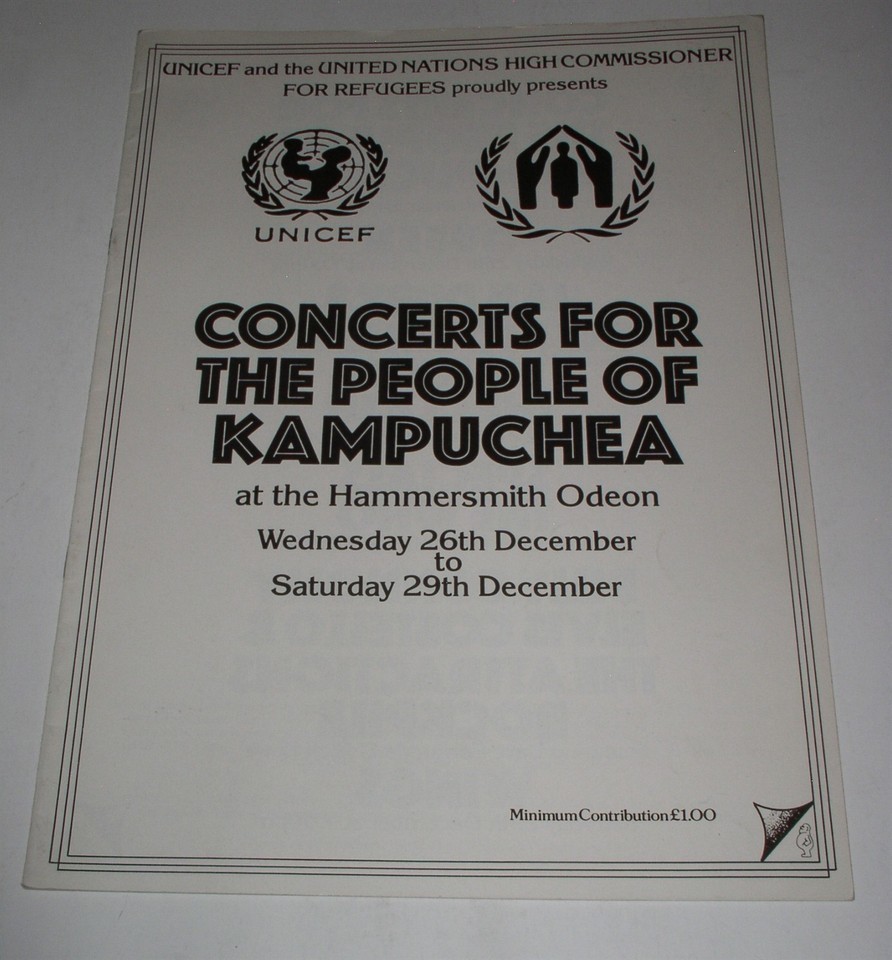 UNICEF and the UNITED NATIONS HIGH COMMISSIONER
FOR REFUGEES proudly presents
UNICEF
CONCERTS FOR
THE PEOPLE OF
KAMPUCHEA
at the Hammersmith Odeon
Wednesday 26th December
to
Saturday 29th December
Minimum Contribution £1.00